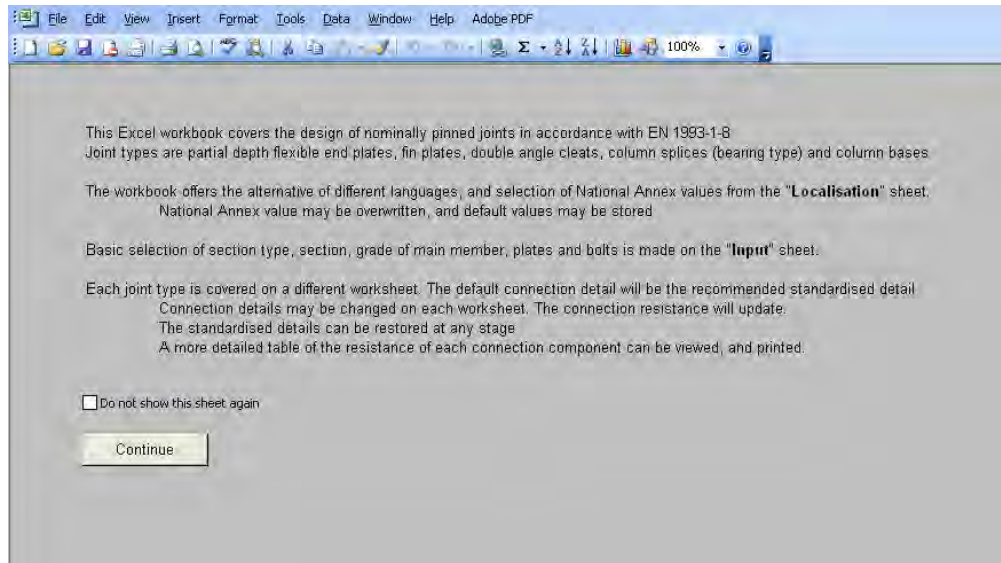 File Edit View Insert Format Tools Data Window Help Adobe PDF
100%
This Excel workbook covers the design of nominally pinned joints in accordance with EN 1993-1-8
Joint types are partial depth flexible end plates, fin plates, double angle cleats, column splices (bearing type) and column bases
The workbook offers the alternative of different languages, and selection of National Annex values from the "Localisation" sheet.
National Annex value may be overwritten, and default values may be stored
Basic selection of section type, section, grade of main member, plates and bolts is made on the "Input" sheet.
Each joint type is covered on a different worksheet. The default connection detail will be the recommended standardised detail
Connection details may be changed on each worksheet. The connection resistance will update.
The standardised details can be restored at any stage
A more detailed table of the resistance of each connection component can be viewed, and printed.
Do not show this sheet again
Continue